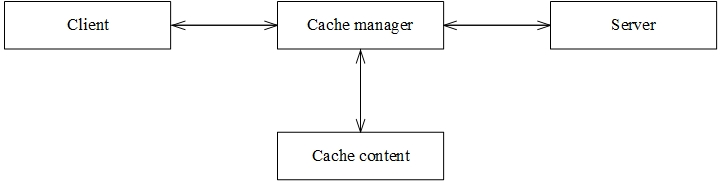 Client
Cache manager
Server
Cache content